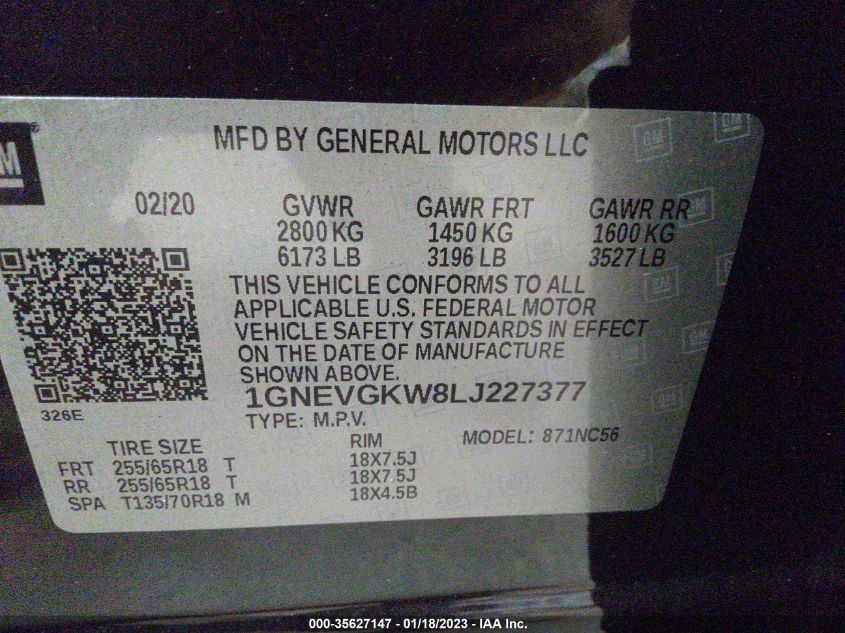 MFD BY GENERAL MOTORS LLC
02/20 GVWR GAWR FRT GAWR RR
2800 KG 1450 KG 1600 KG
6173 LB 3196 LB 3527 LB
THIS VEHICLE CONFORMS TO ALL
APPLICABLE U.S. FEDERAL MOTOR
VEHICLE SAFETY STANDARDS IN EFFECT
ON THE DATE OF MANUFACTURE
SHOWN ABOVE.
1GNEVGKW8LJ227377
326E
TYPE: M.P.V.
TIRE SIZE RIM MODEL: 871NC56
FRT 255/65R18 T 18X7.5J
RR 255/65R18 T 18X7.5J
SPA T135/70R18 M 18X4.5B
000-35627147 - 01/18/2023 - IAA Inc.